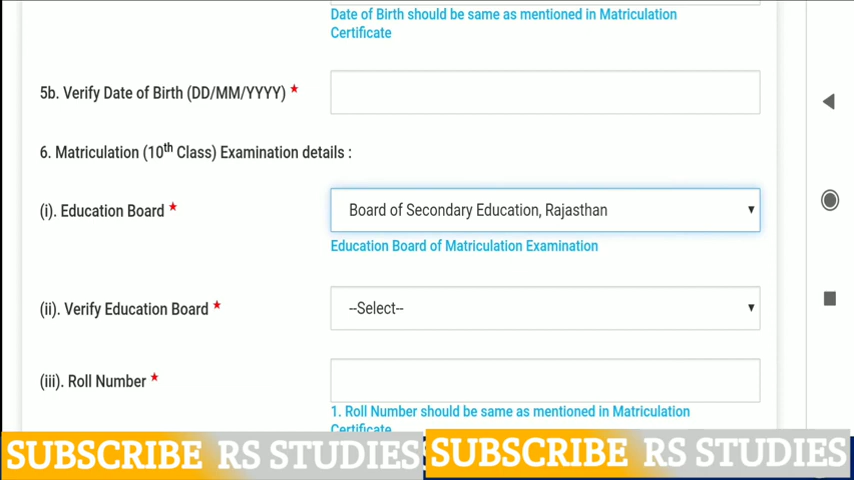 Date of Birth should be same as mentioned in Matriculation
Certificate
5b. Verify Date of Birth (DD/MM/YYYY) *
6. Matriculation (10th Class) Examination details :
(i). Education Board *
Board of Secondary Education, Rajasthan
Education Board of Matriculation Examination
(ii). Verify Education Board *
--Select--
(iii). Roll Number *
1. Roll Number should be same as mentioned in Matriculation
Certificate
SUBSCRIBE RS STUDIES SUBSCRIBE RS STUDIES